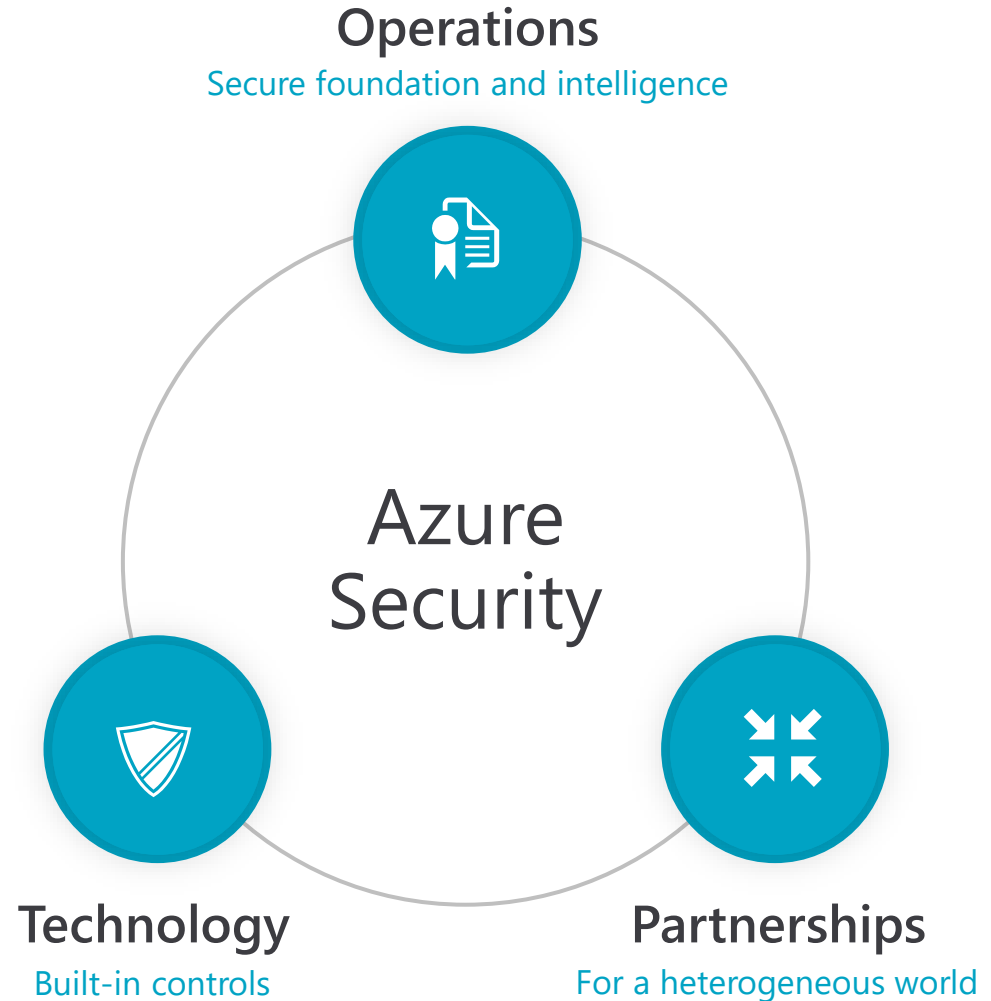 Operations
Secure foundation and intelligence
Azure
Security
Technology
Built-in controls
Partnerships
For a heterogeneous world